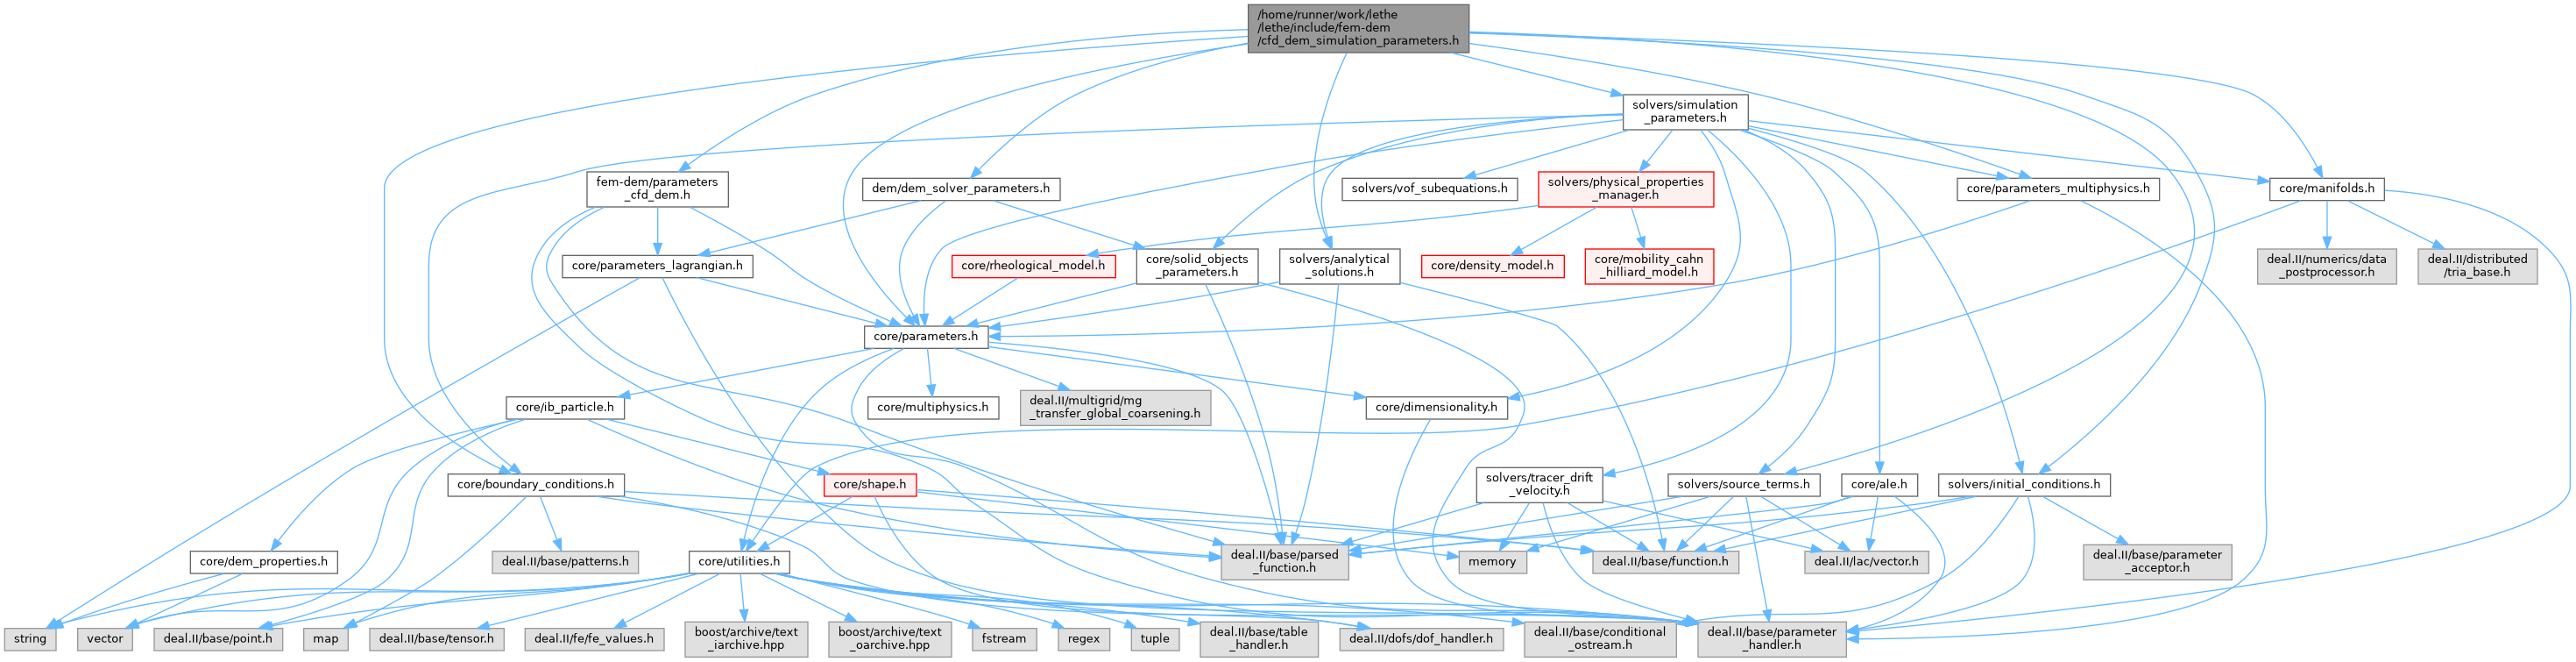 /home/runner/work/lethe
/lethe/include/fem-dem
/cfd_dem_simulation_parameters.h
solvers/simulation
_parameters.h
fem-dem/parameters
_cfd_dem.h
dem/dem_solver_parameters.h
solvers/vof_subequations.h
solvers/physical_properties
_manager.h
core/parameters_multiphysics.h
core/manifolds.h
core/parameters_lagrangian.h
core/rheological_model.h
core/solid_objects
_parameters.h
solvers/analytical
_solutions.h
core/density_model.h
core/mobility_cahn
_hilliard_model.h
deal.II/numerics/data
_postprocessor.h
deal.II/distributed
/tria_base.h
core/parameters.h
core/ib_particle.h
core/multiphysics.h
deal.II/multigrid/mg
_transfer_global_coarsening.h
core/dimensionality.h
core/boundary_conditions.h
core/shape.h
solvers/tracer_drift
_velocity.h
solvers/source_terms.h
core/ale.h
solvers/initial_conditions.h
core/dem_properties.h
deal.II/base/patterns.h
core/utilities.h
deal.II/base/parsed
_function.h
memory
deal.II/base/function.h
deal.II/lac/vector.h
deal.II/base/parameter
_acceptor.h
string
vector
deal.II/base/point.h
map
deal.II/base/tensor.h
deal.II/fe/fe_values.h
boost/archive/text
_iarchive.hpp
boost/archive/text
_oarchive.hpp
fstream
regex
tuple
deal.II/base/table
_handler.h
deal.II/dofs/dof_handler.h
deal.II/base/conditional
_ostream.h
deal.II/base/parameter
_handler.h